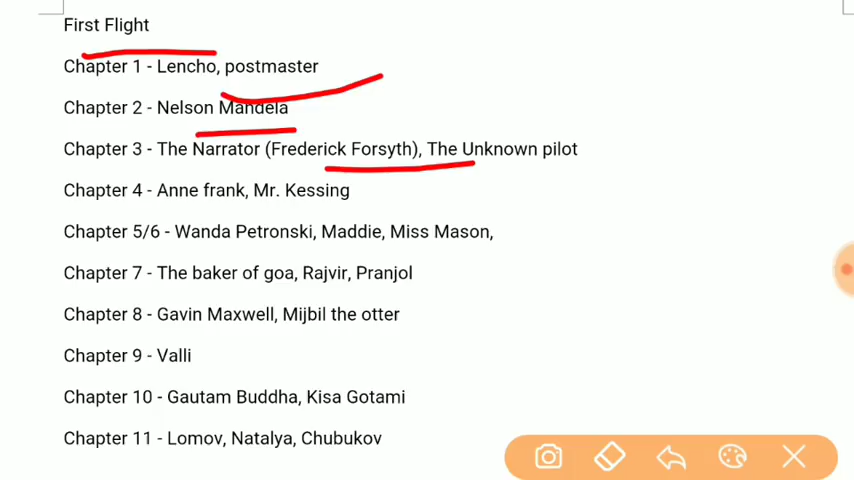 First Flight
Chapter 1 - Lencho, postmaster
Chapter 2 - Nelson Mandela
Chapter 3 - The Narrator (Frederick Forsyth), The Unknown pilot
Chapter 4 - Anne frank, Mr. Kessing
Chapter 5/6 - Wanda Petronski, Maddie, Miss Mason,
Chapter 7 - The baker of goa, Rajvir, Pranjol
Chapter 8 - Gavin Maxwell, Mijbil the otter
Chapter 9 - Valli
Chapter 10 - Gautam Buddha, Kisa Gotami
Chapter 11 - Lomov, Natalya, Chubukov